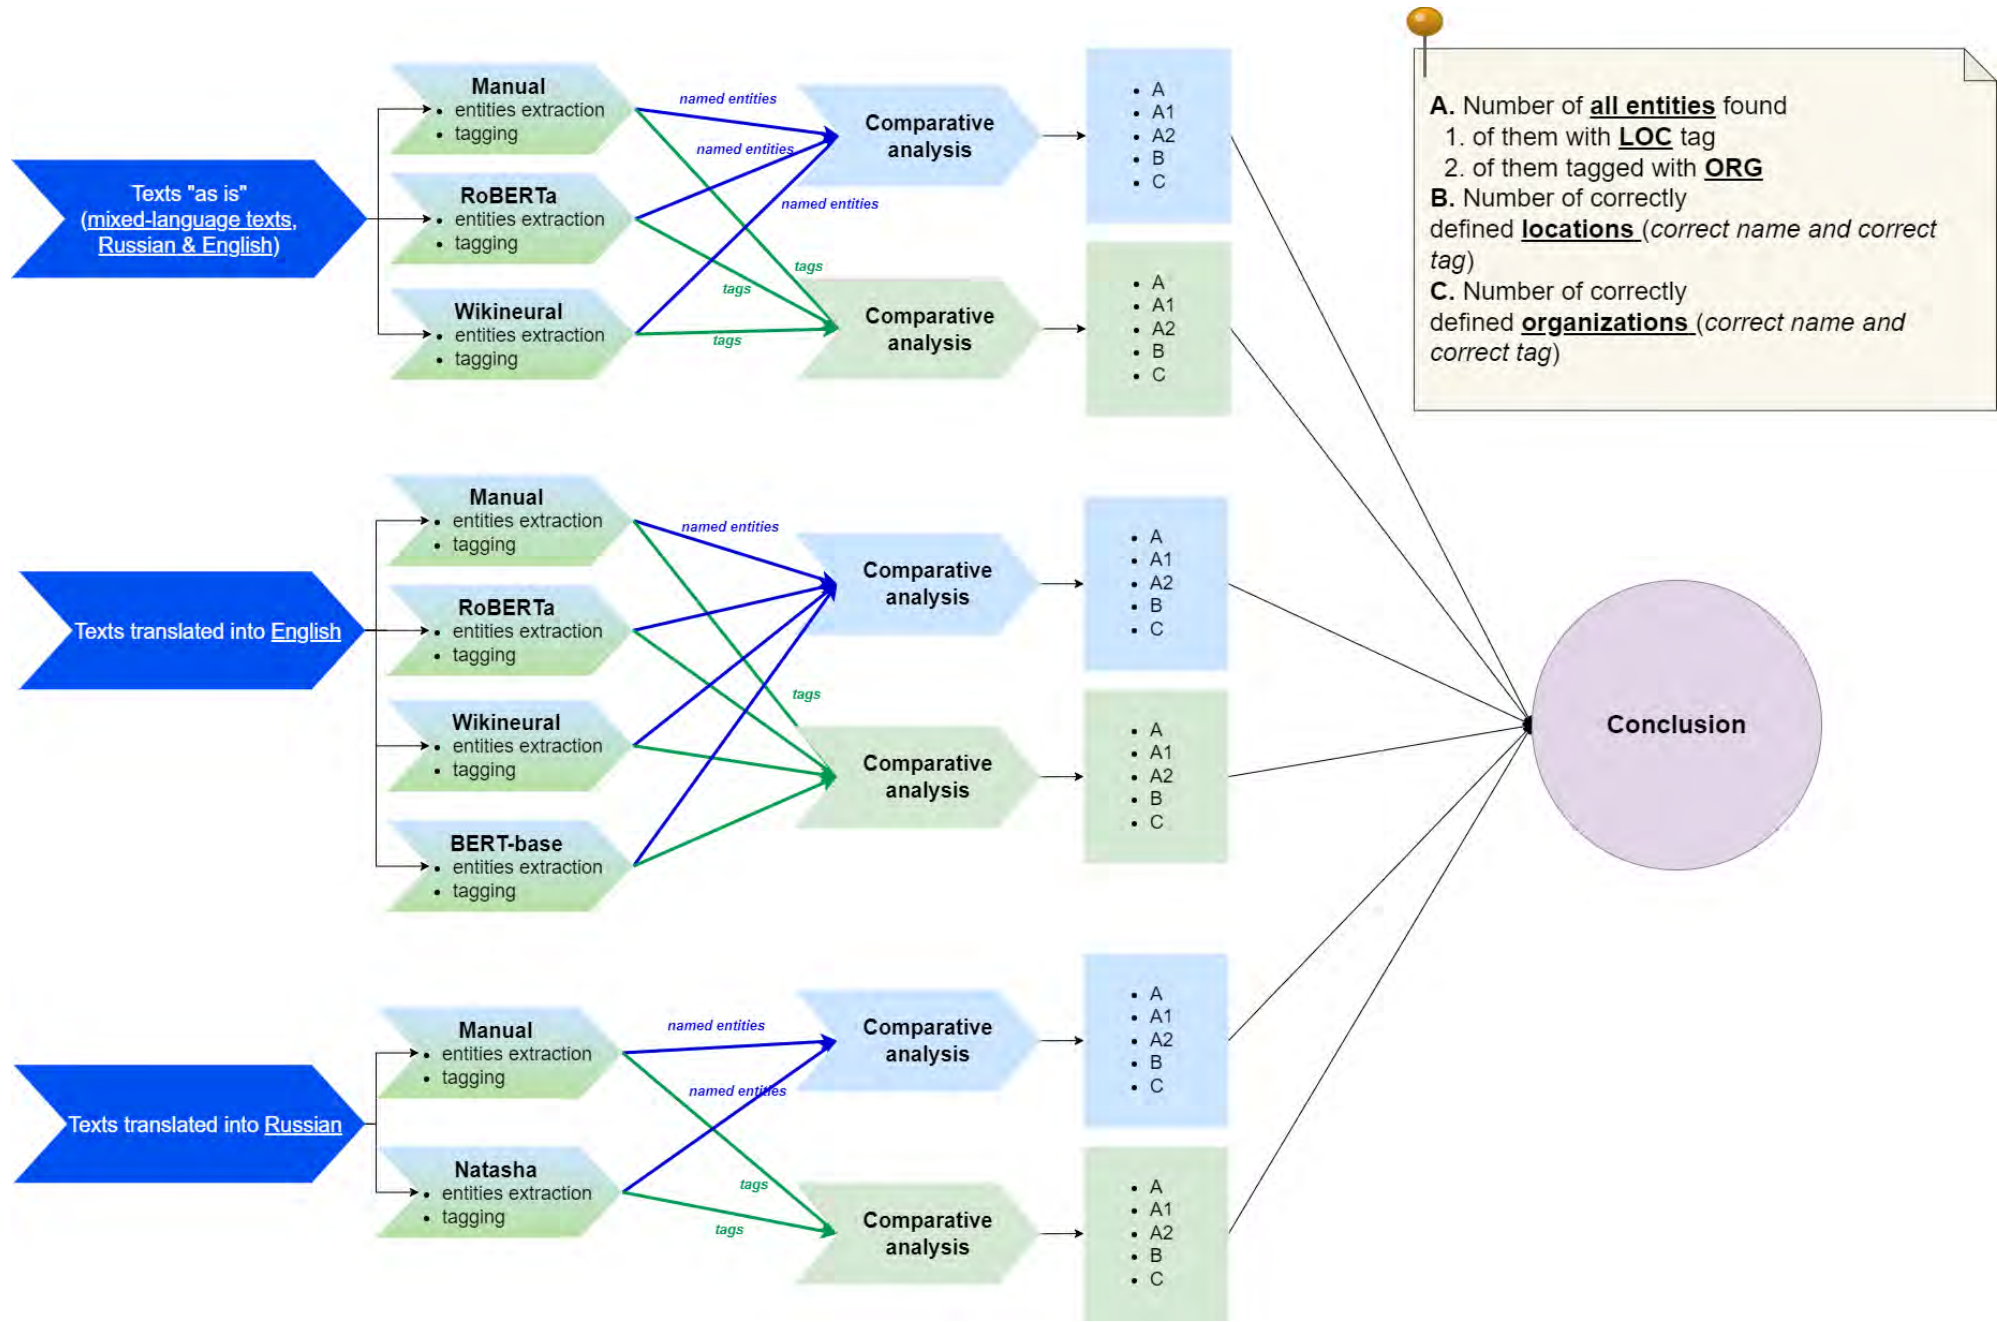 Texts "as is"
(mixed-language texts,
Russian & English)
Manual
• entities extraction
• tagging
RoBERTa
• entities extraction
• tagging
Wikineural
• entities extraction
• tagging
named entities
named entities
named entities
tags
tags
tags
Comparative
analysis
Comparative
analysis
• A
• A1
• A2
• B
• C
• A
• A1
• A2
• B
• C
A. Number of all entities found
1. of them with LOC tag
2. of them tagged with ORG
B. Number of correctly
defined locations (correct name and correct
tag)
C. Number of correctly
defined organizations (correct name and
correct tag)
Texts translated into English
Manual
• entities extraction
• tagging
RoBERTa
• entities extraction
• tagging
Wikineural
• entities extraction
• tagging
BERT-base
• entities extraction
• tagging
named entities
tags
Comparative
analysis
Comparative
analysis
• A
• A1
• A2
• B
• C
• A
• A1
• A2
• B
• C
Conclusion
Texts translated into Russian
Manual
• entities extraction
• tagging
Natasha
• entities extraction
• tagging
named entities
named entities
tags
tags
Comparative
analysis
Comparative
analysis
• A
• A1
• A2
• B
• C
• A
• A1
• A2
• B
• C